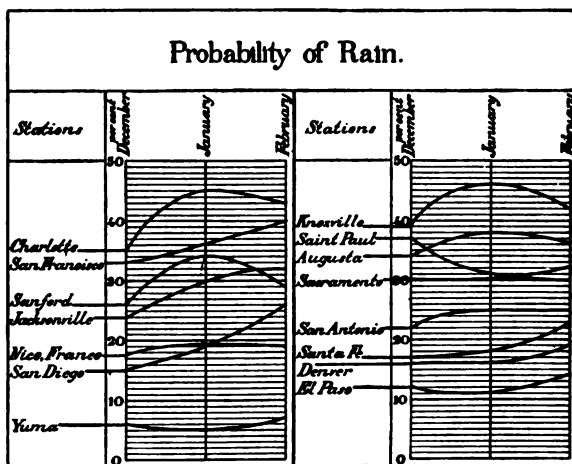 Probability of Rain.
Stations
per cent
December
January
February
50
40
Charlotte
San Francisco
30
Sanford
Jacksonville
20
Nice, France
San Diego
10
Yuma
0
Stations
per cent
December
January
February
50
Knoxville
40
Saint Paul
Augusta
Sacramento
30
San Antonio
20
Santa Fé
Denver
El Paso
10
0